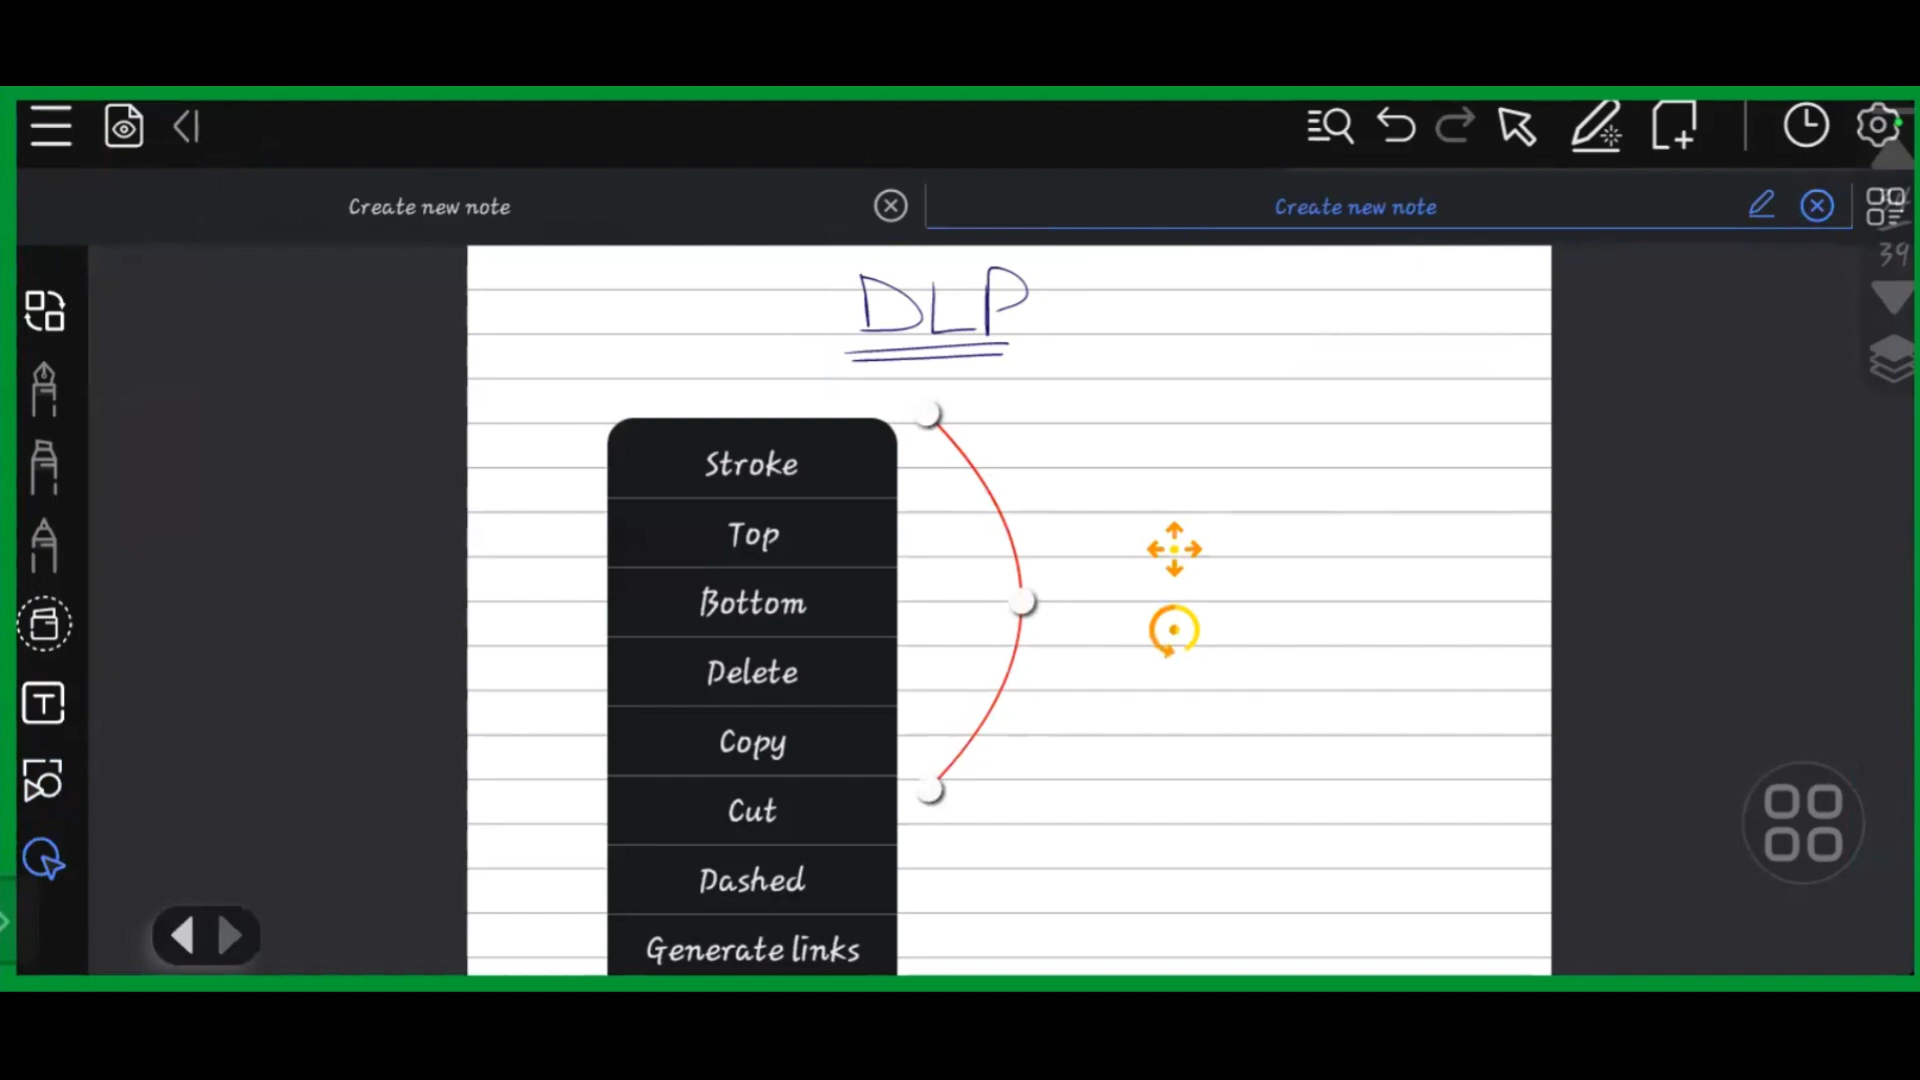 Create new note
Create new note
39
DLP
Stroke
Top
Bottom
Delete
Copy
Cut
Dashed
Generate links